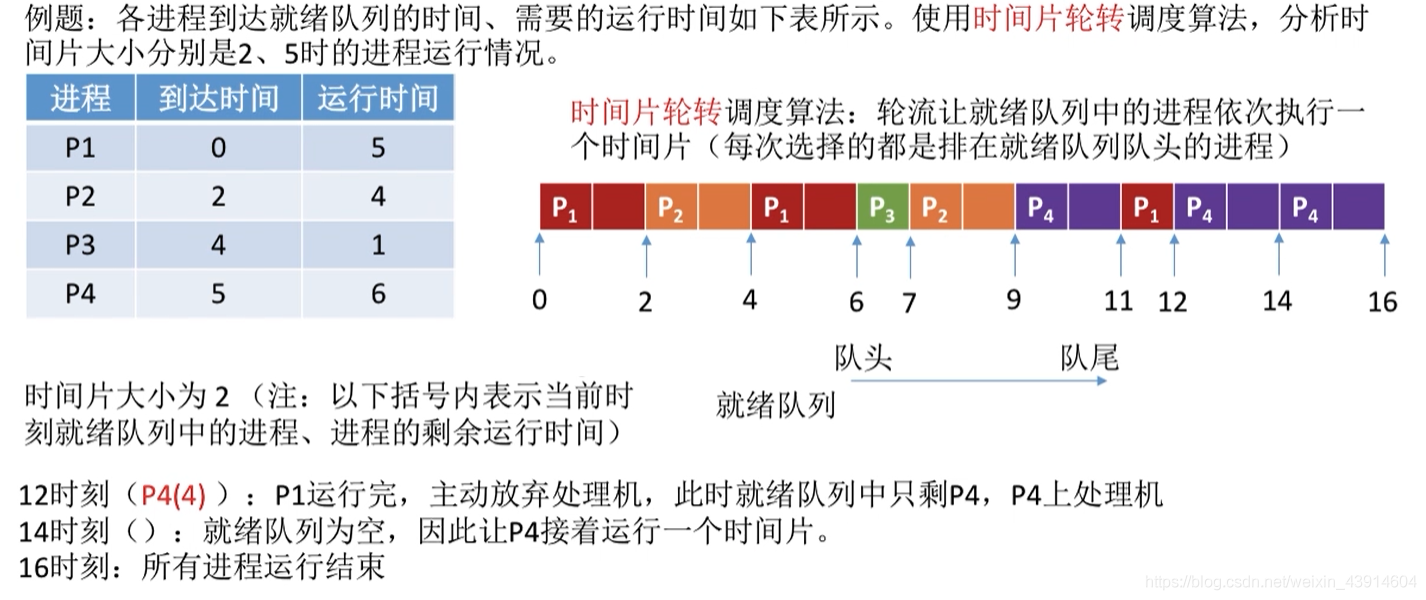 例题：各进程到达就绪队列的时间、需要的运行时间如下表所示。使用时间片轮转调度算法，分析时
间片大小分别是2、5时的进程运行情况。
进程 到达时间 运行时间
P1 0 5
P2 2 4
P3 4 1
P4 5 6
时间片轮转调度算法：轮流让就绪队列中的进程依次执行一
个时间片（每次选择的都是排在就绪队列队头的进程）
P1 P2 P1 P3 P2 P4 P1 P4 P4
0 2 4 6 7 9 11 12 14 16
队头 队尾
就绪队列
时间片大小为 2 （注：以下括号内表示当前时
刻就绪队列中的进程、进程的剩余运行时间）
12时刻（P4(4) ）：P1运行完，主动放弃处理机，此时就绪队列中只剩P4，P4上处理机
14时刻（）：就绪队列为空，因此让P4接着运行一个时间片。
16时刻：所有进程运行结束
https://blog.csdn.net/weixin_43914604